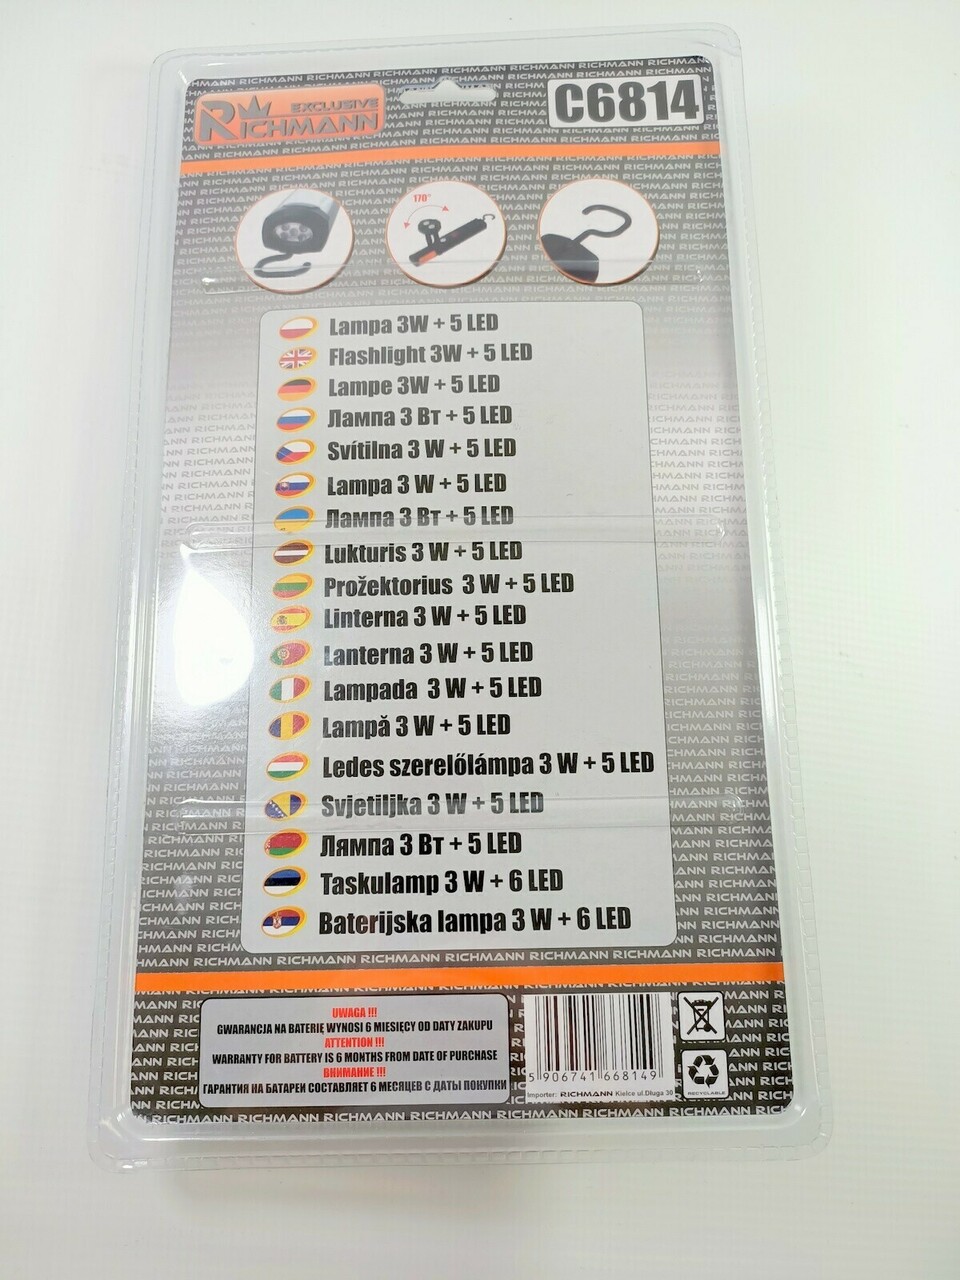 EXCLUSIVE
RICHMANN
C6814
170°
Lampa 3W + 5 LED
Flashlight 3W + 5 LED
Lampe 3W + 5 LED
Лампа 3 Вт + 5 LED
Svítilna 3 W + 5 LED
Lampa 3 W + 5 LED
Лампа 3 Вт + 5 LED
Lukturis 3 W + 5 LED
Prožektorius 3 W + 5 LED
Linterna 3 W + 5 LED
Lanterna 3 W + 5 LED
Lampada 3 W + 5 LED
Lampă 3 W + 5 LED
Ledes szerelőlámpa 3 W + 5 LED
Svjetiljka 3 W + 5 LED
Лямпа 3 Вт + 5 LED
Taskulamp 3 W + 6 LED
Baterijska lampa 3 W + 6 LED
UWAGA !!!
GWARANCJA NA BATERIĘ WYNOSI 6 MIESIĘCY OD DATY ZAKUPU
ATTENTION !!!
WARRANTY FOR BATTERY IS 6 MONTHS FROM DATE OF PURCHASE
ВНИМАНИЕ !!!
ГАРАНТИЯ НА БАТАРЕИ СОСТАВЛЯЕТ 6 МЕСЯЦЕВ С ДАТЫ ПОКУПКИ
5 906741 668149
Importer: RICHMANN Kielce ul.Długa 30
RECYCLABLE